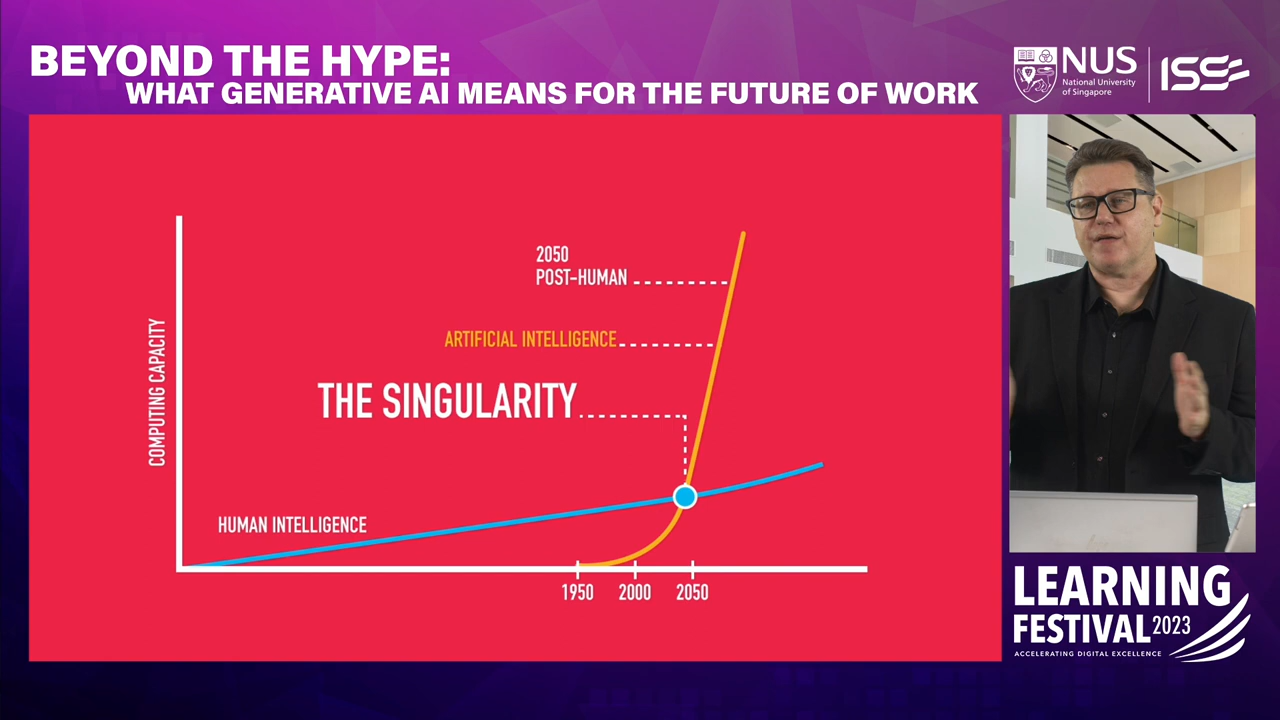 BEYOND THE HYPE:
WHAT GENERATIVE AI MEANS FOR THE FUTURE OF WORK
NUS
National University
of Singapore
ISS
2050
POST-HUMAN
ARTIFICIAL INTELLIGENCE
THE SINGULARITY
COMPUTING CAPACITY
HUMAN INTELLIGENCE
1950 2000 2050
LEARNING
FESTIVAL 2023
ACCELERATING DIGITAL EXCELLENCE